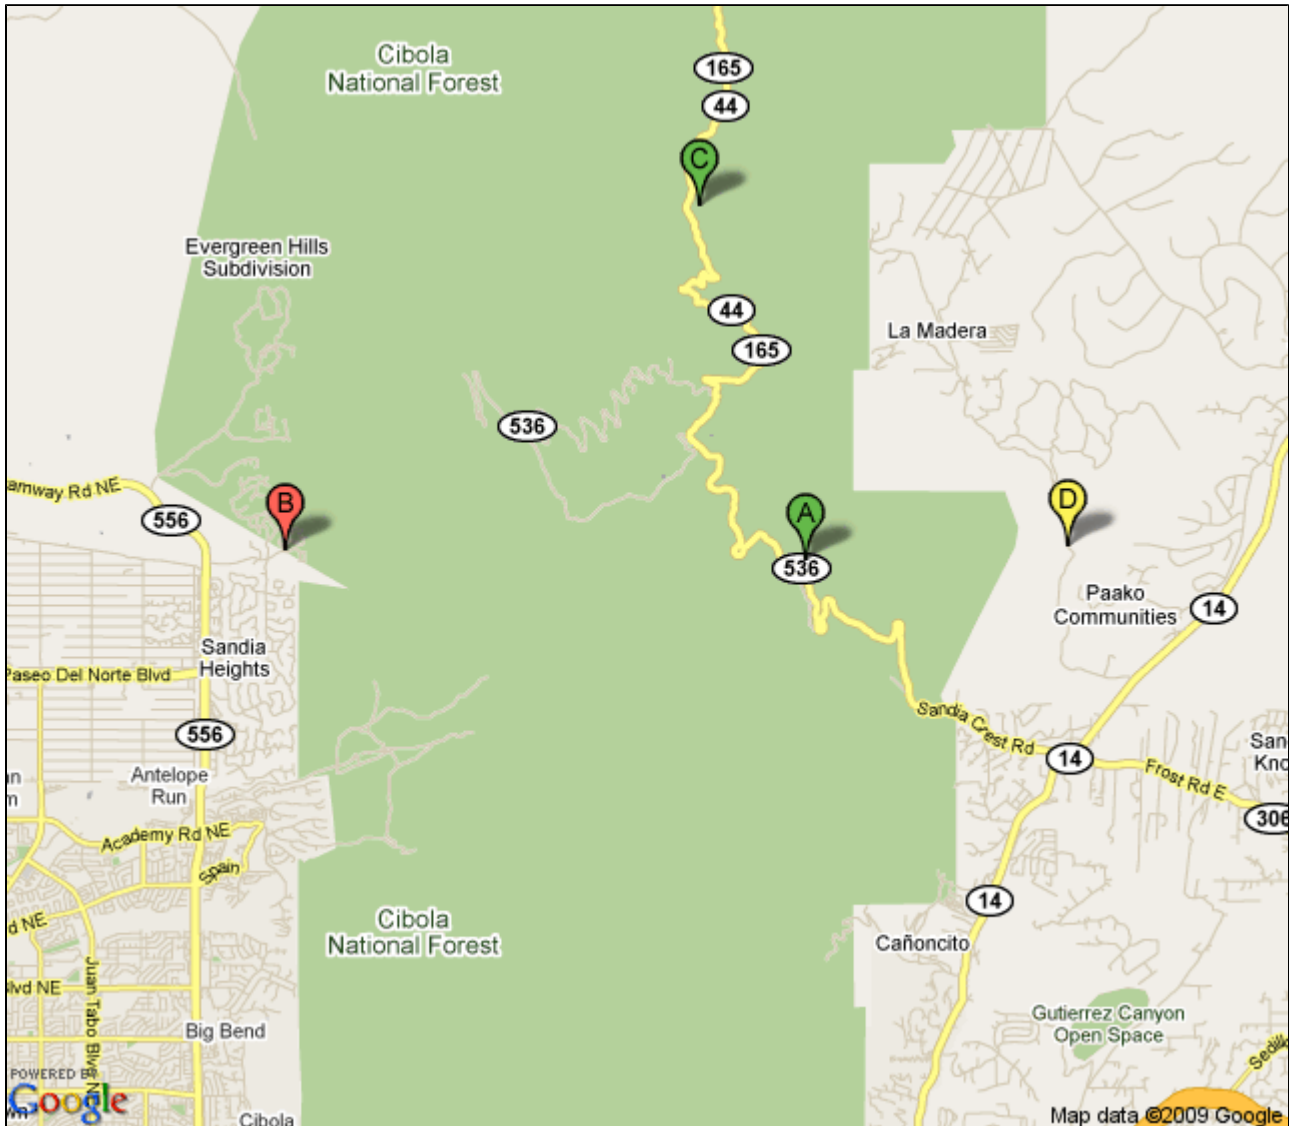 Cibola
National Forest
165
44
C
Evergreen Hills
Subdivision
44
La Madera
165
536
amway Rd NE
B
D
A
556
536
Paako
Communities
14
Sandia
Heights
Paseo Del Norte Blvd
Sandia Crest Rd
556
14
San
Kno
Antelope
Run
Frost Rd E
306
Academy Rd NE
Spain
14
Cibola
National Forest
d NE
Cañoncito
Juan Tabo Blvd N
lvd NE
Gutierrez Canyon
Open Space
Big Bend
Sedill
POWERED BY
Google
Cibola
Map data ©2009 Google